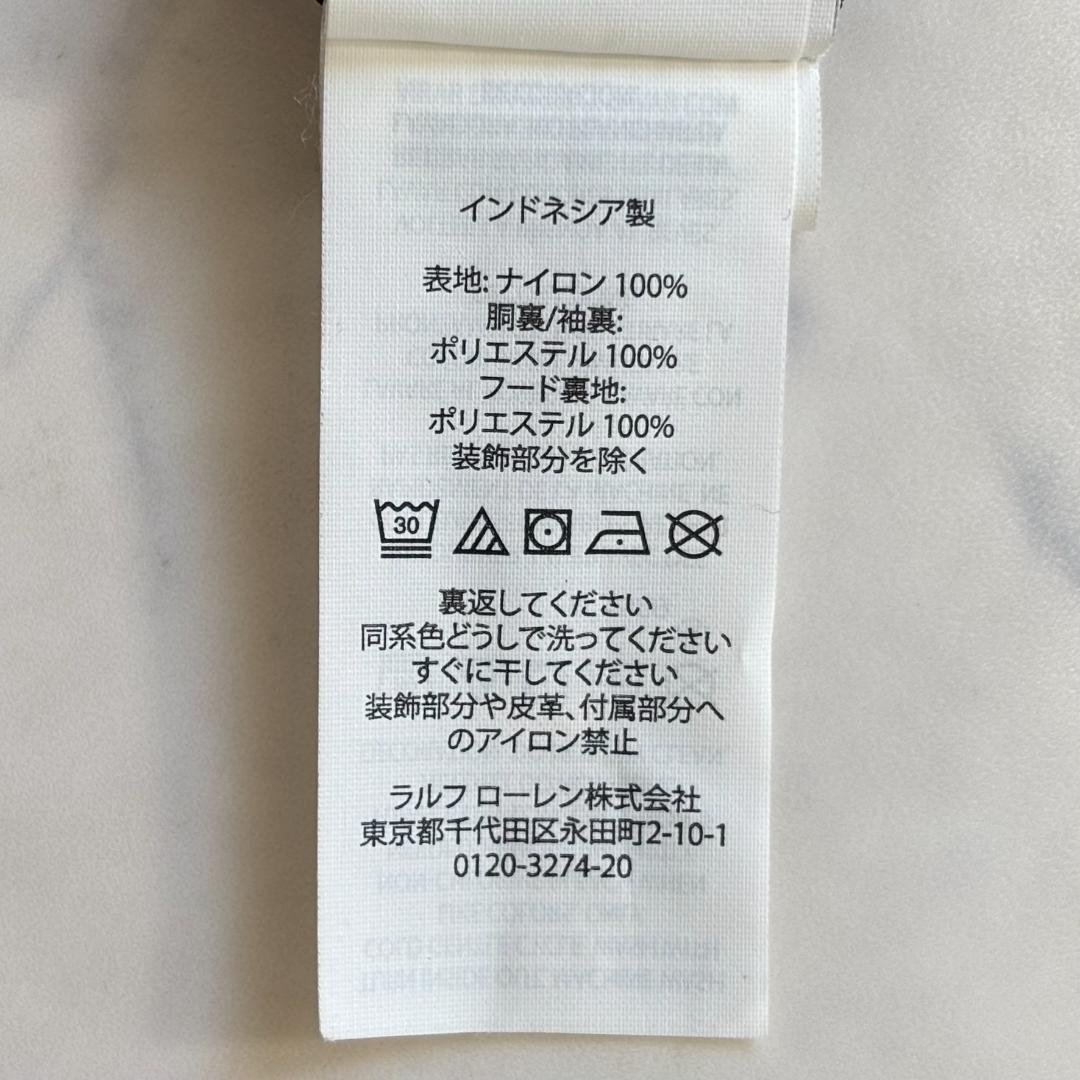 インドネシア製
表地: ナイロン 100%
胴裏/袖裏:
ポリエステル 100%
フード裏地:
ポリエステル 100%
装飾部分を除く
30
裏返してください
同系色どうしで洗ってください
すぐに干してください
装飾部分や皮革、付属部分へ
のアイロン禁止
ラルフ ローレン株式会社
東京都千代田区永田町2-10-1
0120-3274-20